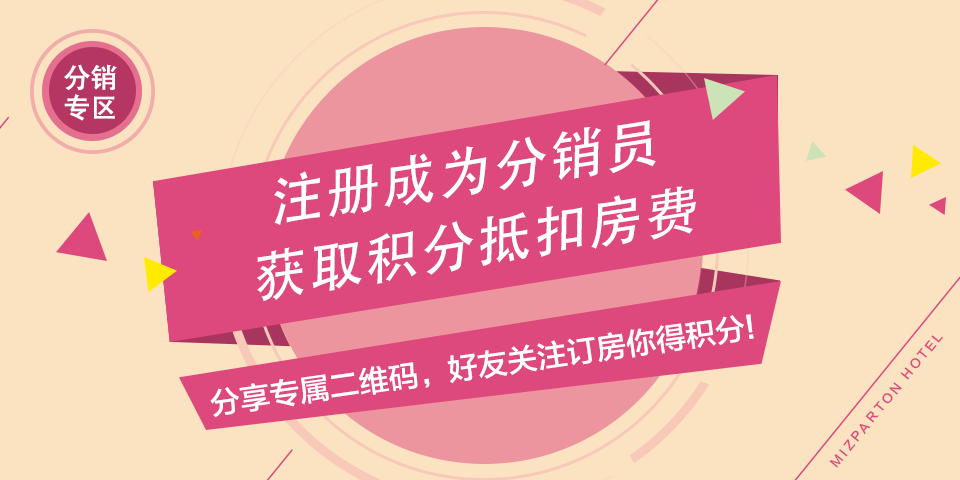 分销
专区
注册成为分销员
获取积分抵扣房费
分享专属二维码，好友关注订房你得积分!
MIZPARTON HOTEL